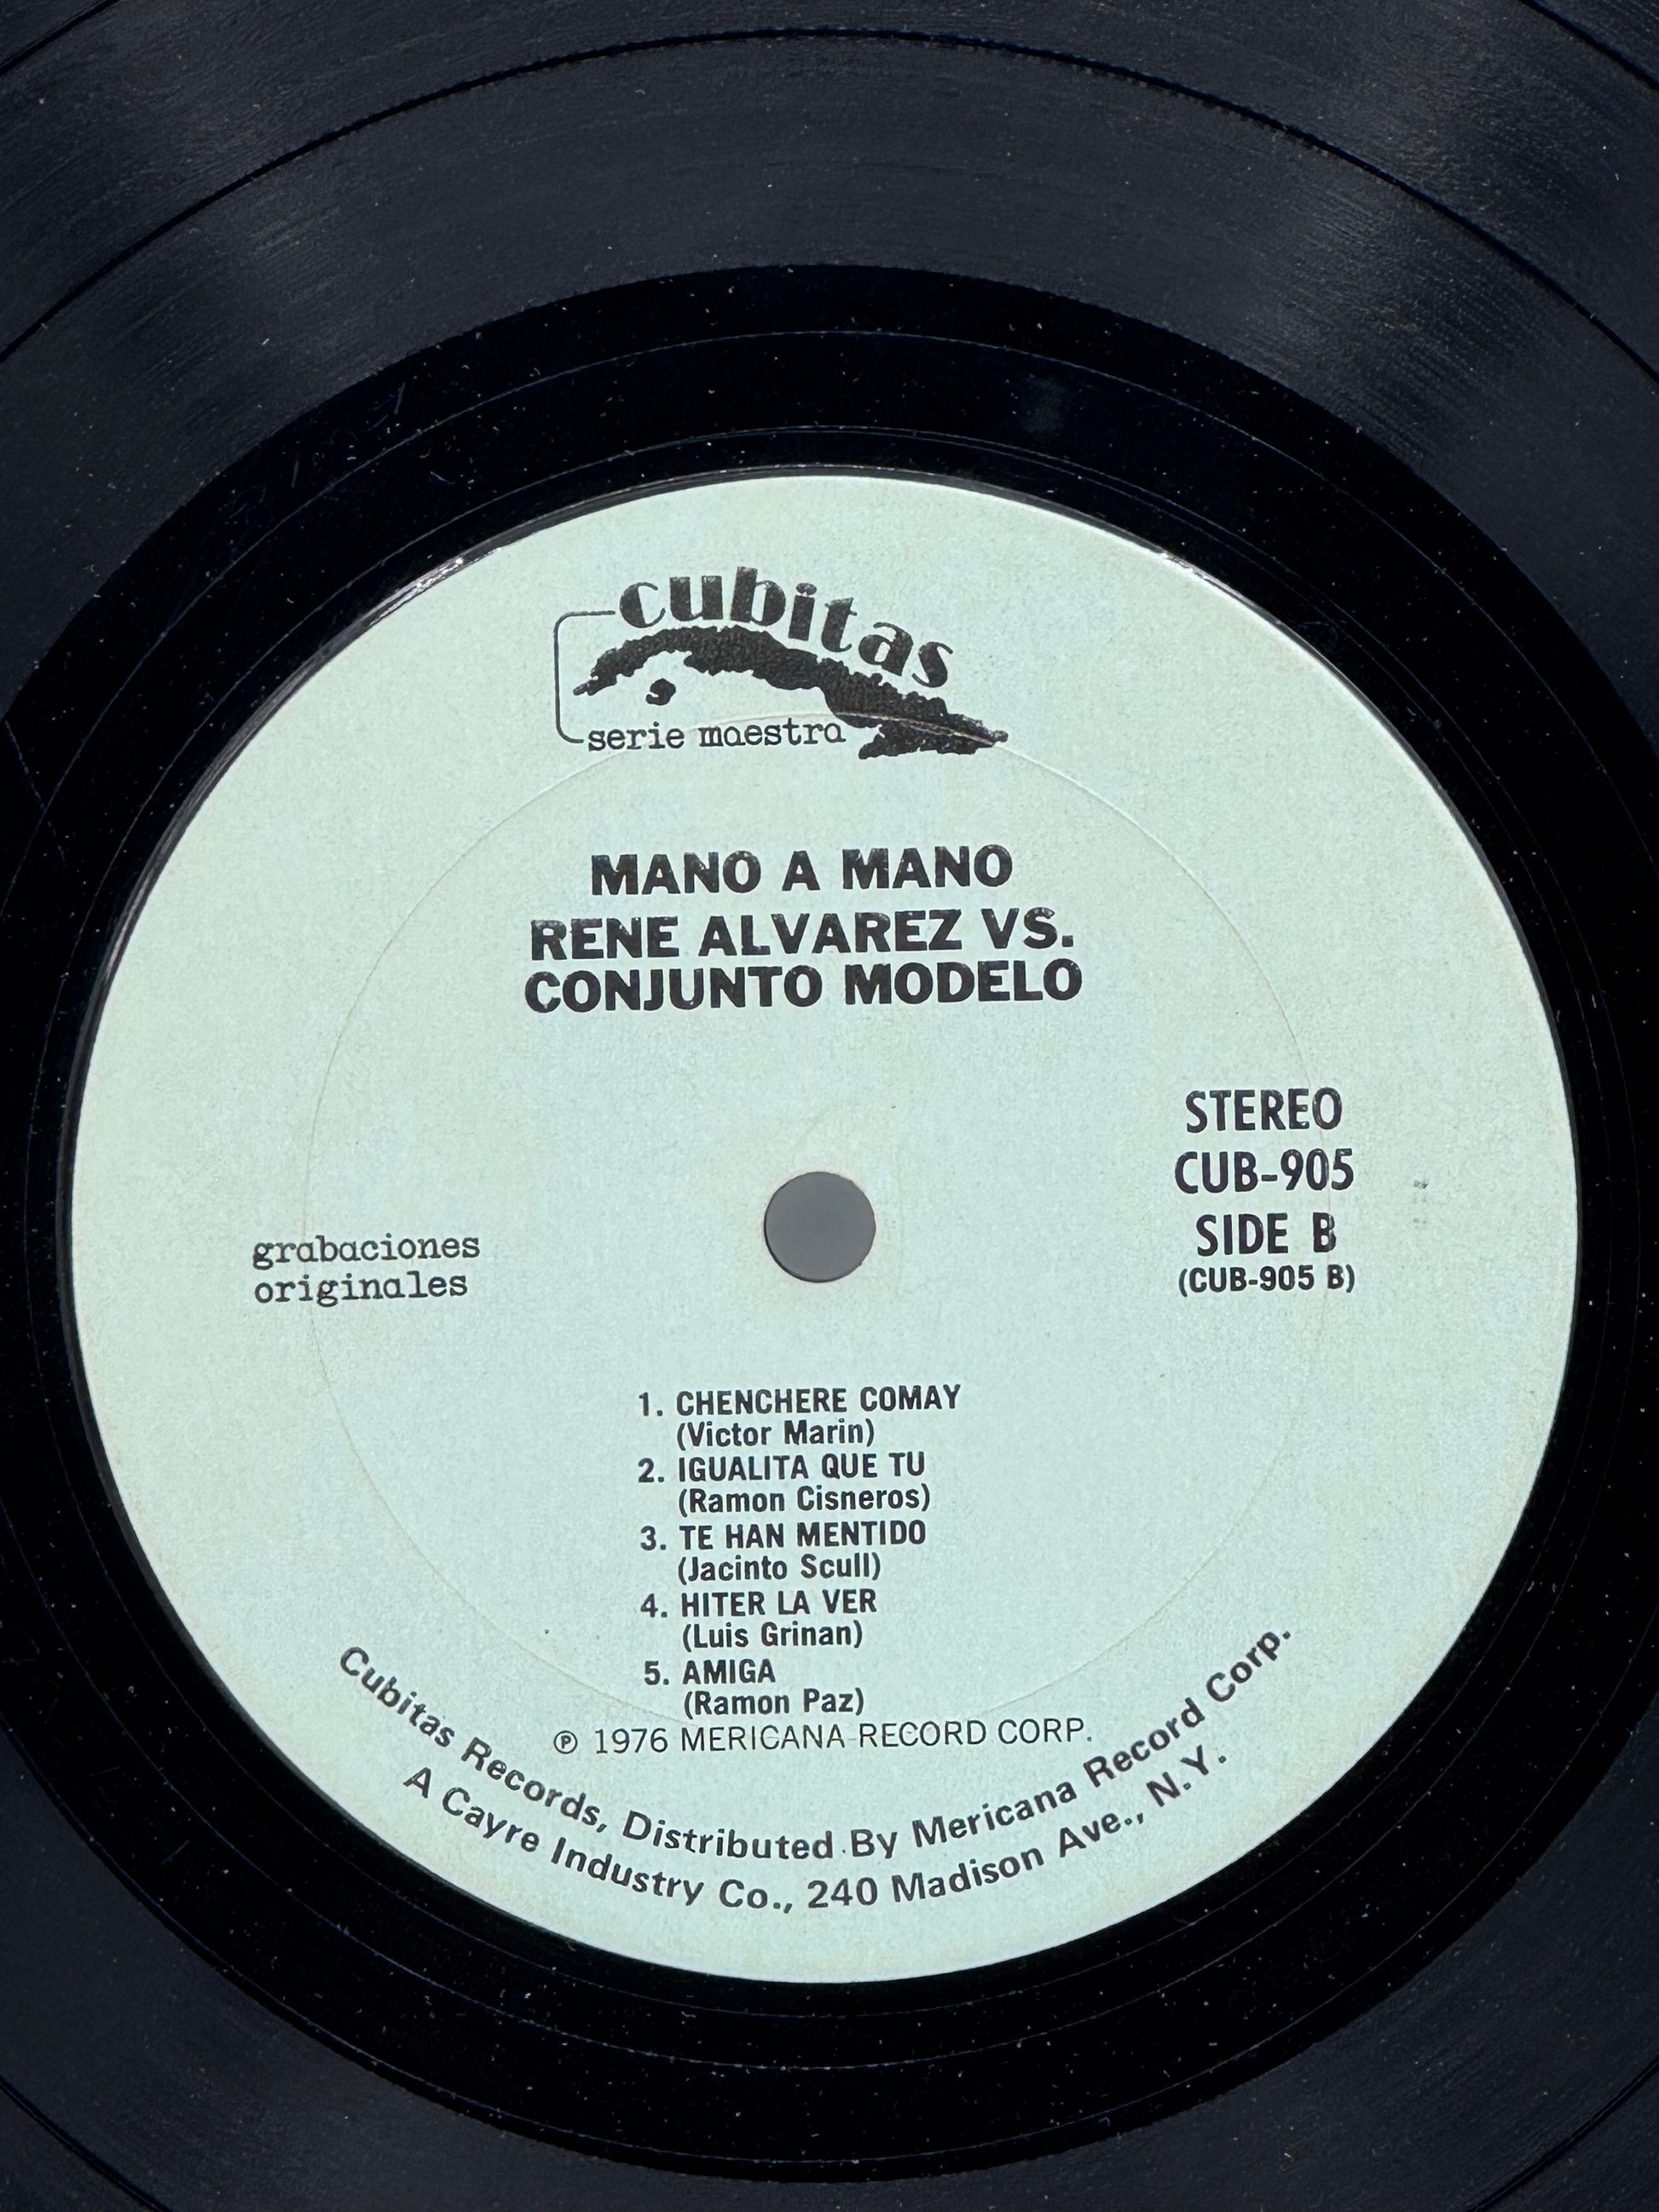 cubitas
serie maestra
MANO A MANO
RENE ALVAREZ VS.
CONJUNTO MODELO
STEREO
CUB-905
SIDE B
(CUB-905 B)
grabaciones
originales
1. CHENCHERE COMAY
(Victor Marin)
2. IGUALITA QUE TU
(Ramon Cisneros)
3. TE HAN MENTIDO
(Jacinto Scull)
4. HITER LA VER
(Luis Grinan)
5. AMIGA
(Ramon Paz)
℗ 1976 MERICANA RECORD CORP.
Cubitas Records, Distributed By Mericana Record Corp.
A Cayre Industry Co., 240 Madison Ave., N.Y.